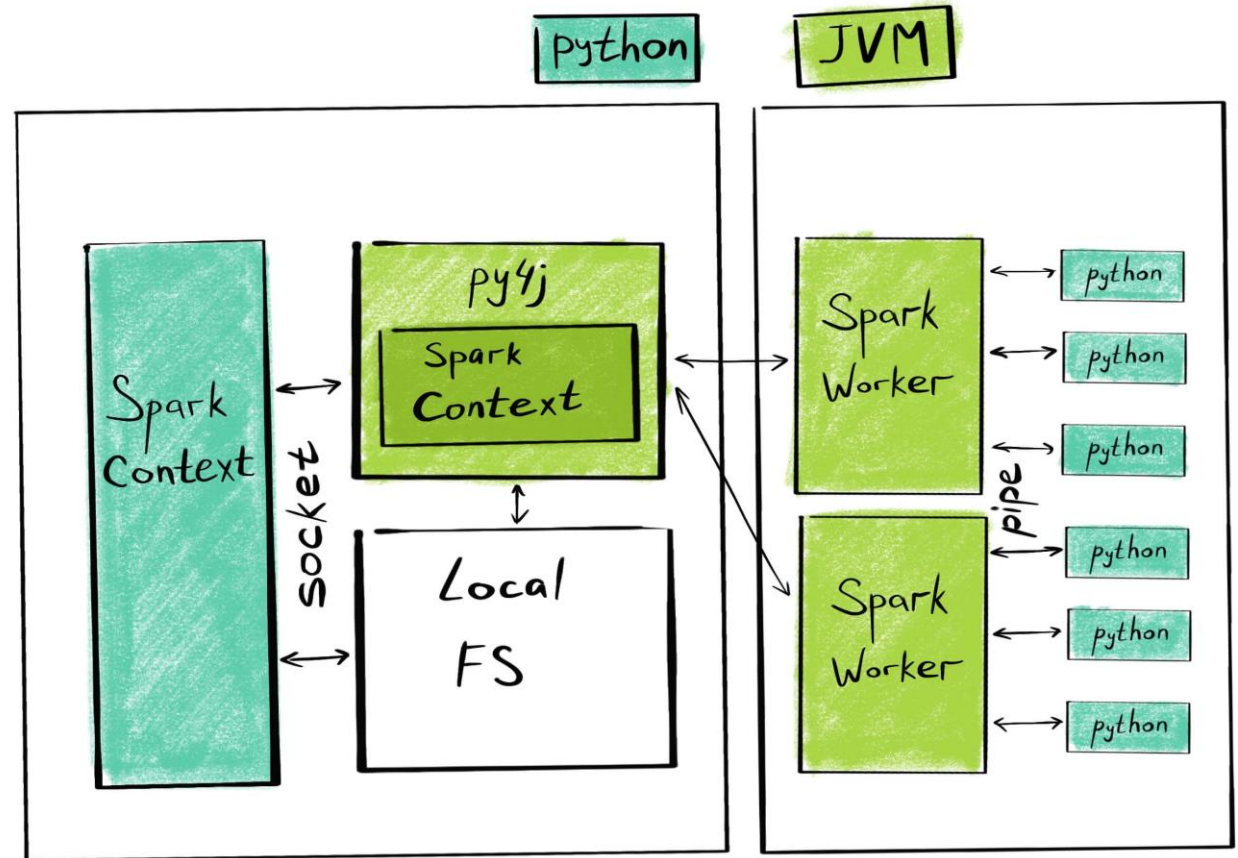 python
JVM
Spark
Context
socket
py4j
Spark
Context
Local
FS
Spark
Worker
Spark
Worker
pipe
python
python
python
python
python
python